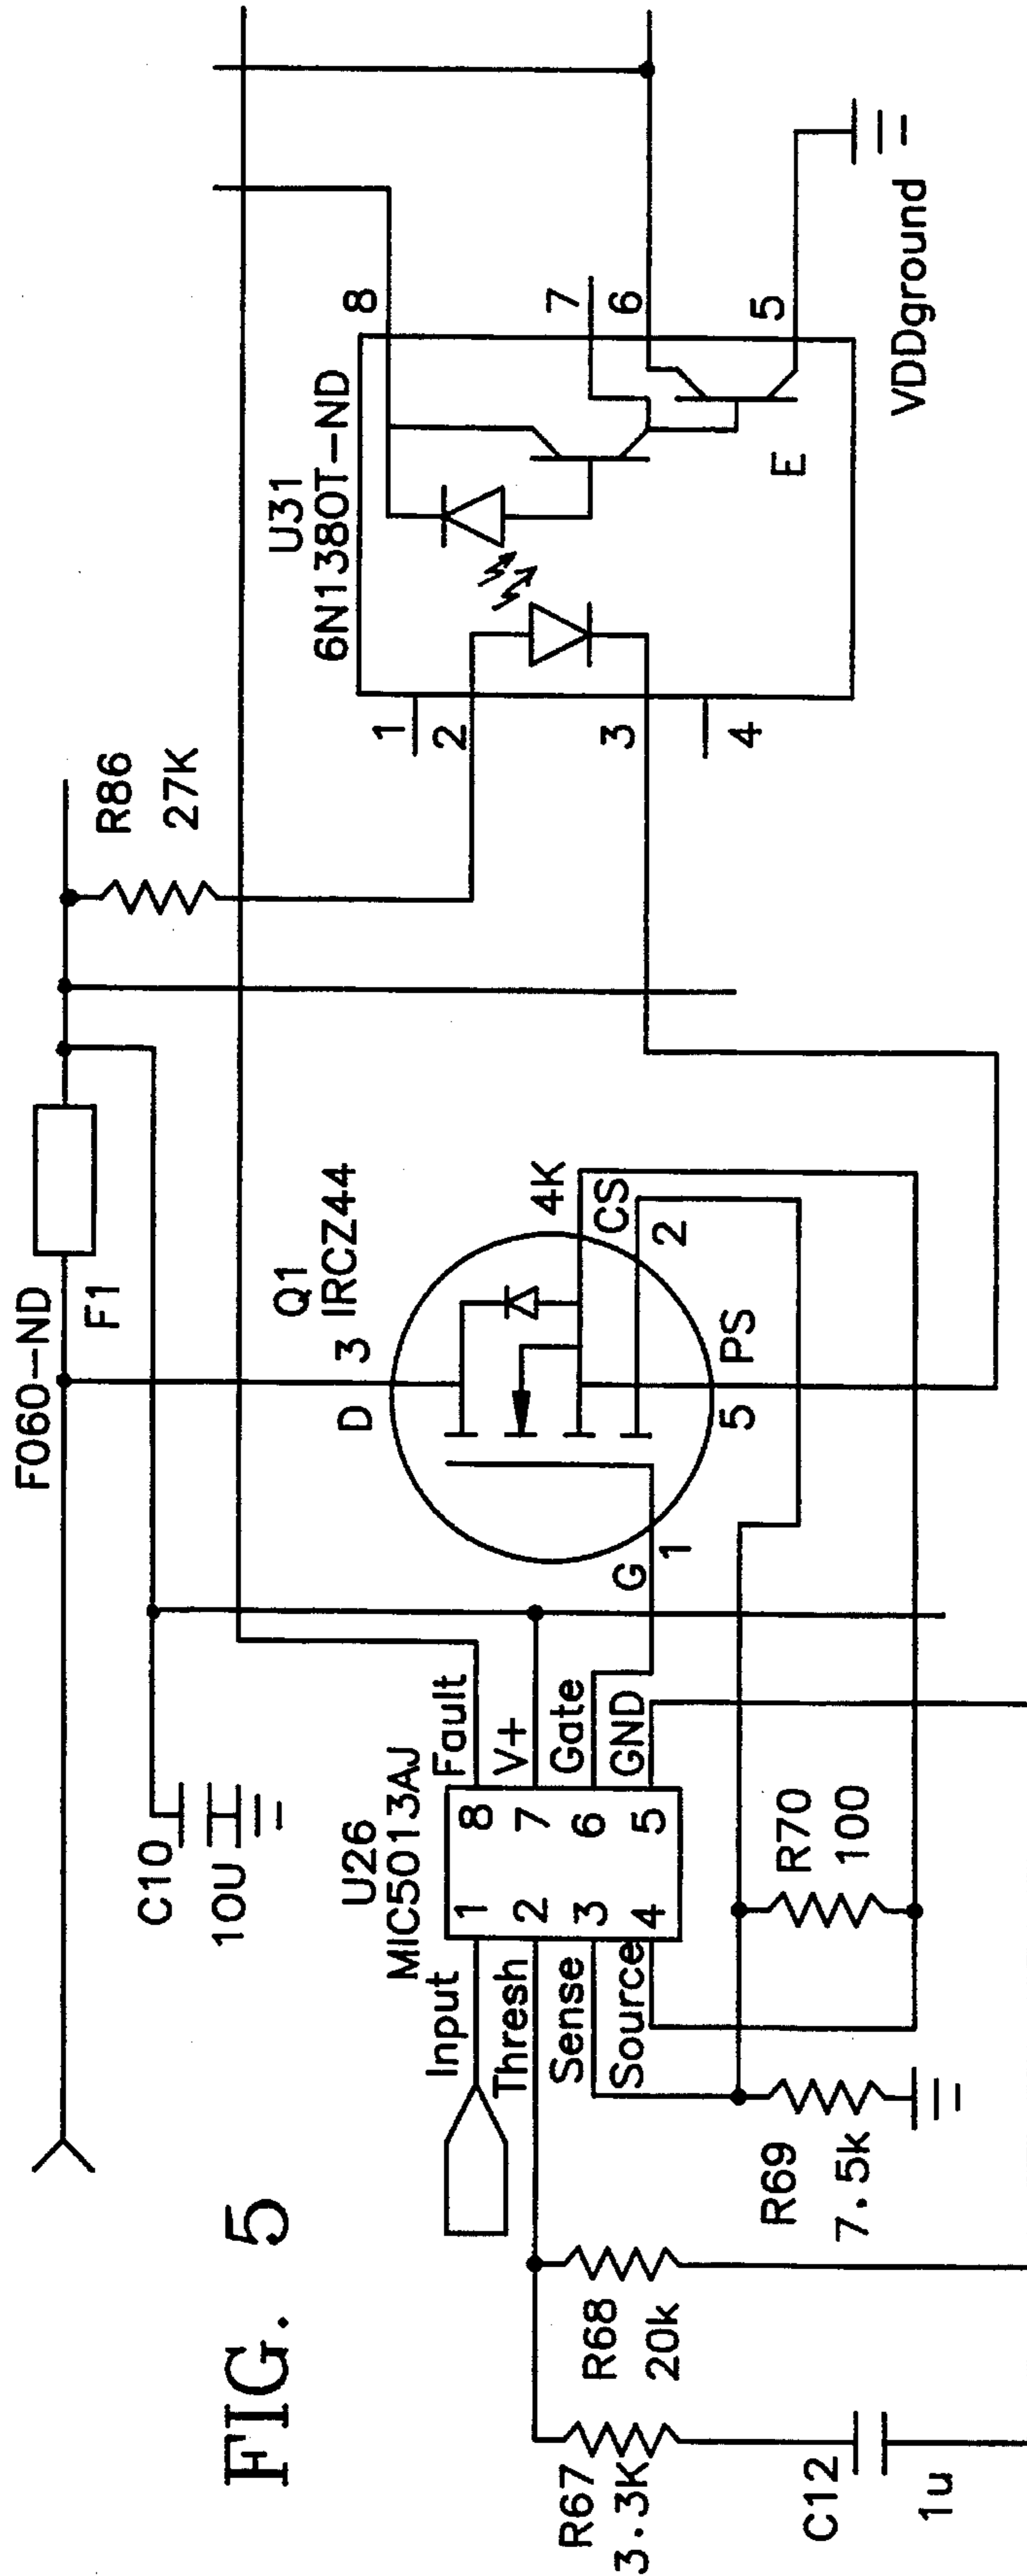 FIG. 5
F060-ND
F1
R86
27K
C10
10U
U26
MIC5013AJ
Input
1
8
Fault
Thresh
2
7
V+
Sense
3
6
Gate
Source
4
5
GND
Q1
IRCZ44
D
3
4K
CS
2
G
1
5
PS
U31
6N1380T-ND
1
2
3
4
8
7
6
5
E
VDDground
R67
3.3K
R68
20k
R69
7.5k
R70
100
C12
1u